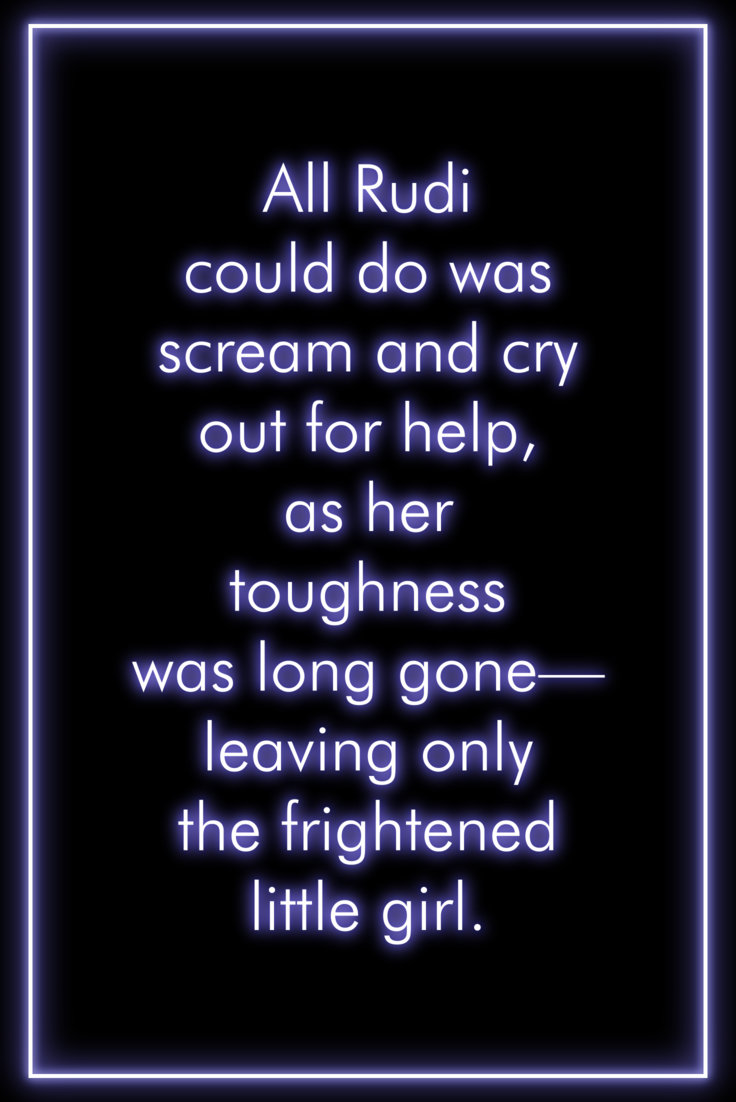 All Rudi
could do was
scream and cry
out for help,
as her
toughness
was long gone—
leaving only
the frightened
little girl.